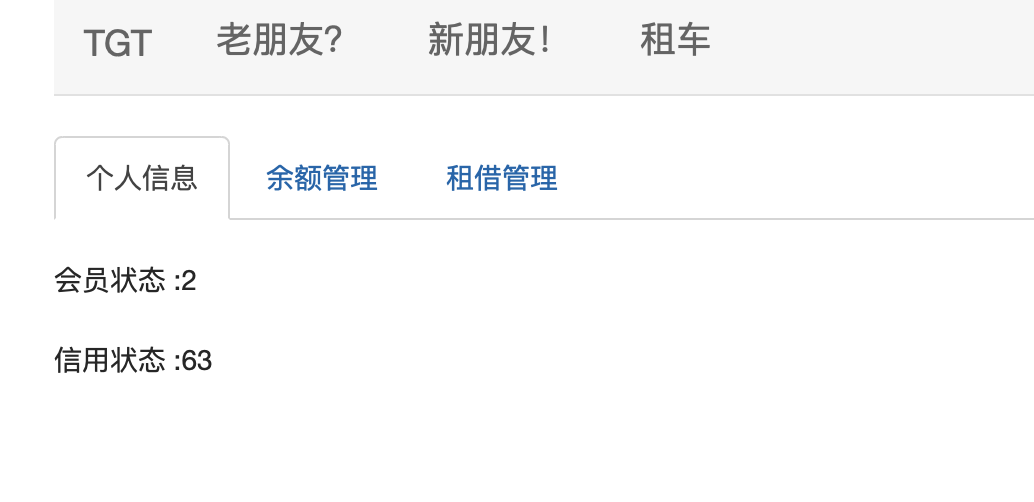 TGT 老朋友? 新朋友! 租车
个人信息 余额管理 租借管理
会员状态 :2
信用状态 :63